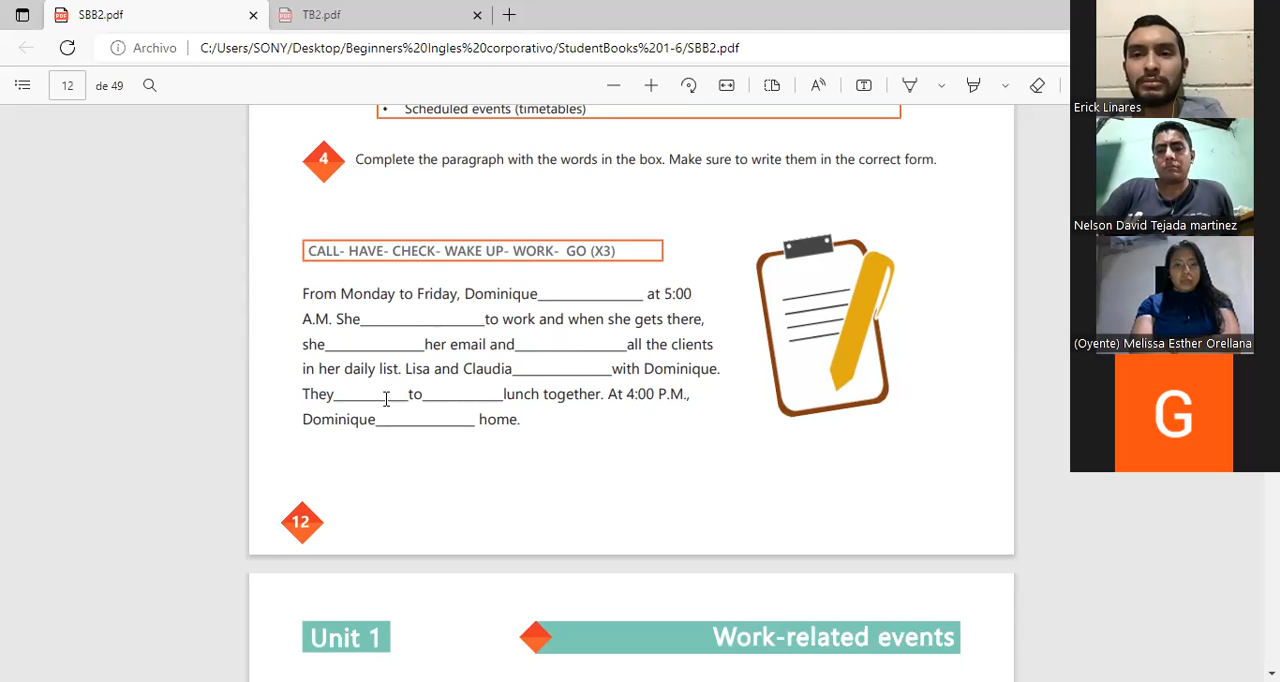 SBB2.pdf
TB2.pdf
Archivo
C:/Users/SONY/Desktop/Beginners%20Ingles%20corporativo/StudentBooks%201-6/SBB2.pdf
12
de 49
• Scheduled events (timetables)
4
Complete the paragraph with the words in the box. Make sure to write them in the correct form.
CALL- HAVE- CHECK- WAKE UP- WORK- GO (X3)
From Monday to Friday, Dominique______________ at 5:00
A.M. She________________to work and when she gets there,
she_____________her email and_______________all the clients
in her daily list. Lisa and Claudia_____________with Dominique.
They__________to___________lunch together. At 4:00 P.M.,
Dominique_____________ home.
12
Unit 1
Work-related events
Erick Linares
Nelson David Tejada martinez
(Oyente) Melissa Esther Orellana
G